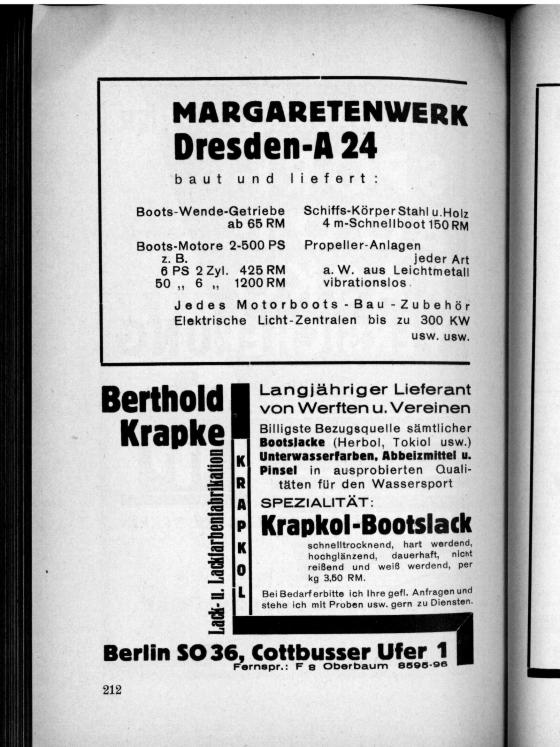 MARGARETENWERK
Dresden-A 24
baut und liefert:
Boots-Wende-Getriebe
ab 65 RM
Boots-Motore 2-500 PS
z. B.
6 PS 2 Zyl. 425 RM
50 ,, 6 ,, 1200 RM
Schiffs-Körper Stahl u. Holz
4 m-Schnellboot 150 RM
Propeller-Anlagen
jeder Art
a. W. aus Leichtmetall
vibrationslos.
Jedes Motorboots-Bau-Zubehör
Elektrische Licht-Zentralen bis zu 300 KW
usw. usw.
Berthold
Krapke
Lack- u. Lackfarbenfabrikation
KRAPKOL
Langjähriger Lieferant
von Werften u. Vereinen
Billigste Bezugsquelle sämtlicher
Bootslacke (Herbol, Tokiol usw.)
Unterwasserfarben, Abbeizmittel u.
Pinsel in ausprobierten Quali-
täten für den Wassersport
SPEZIALITÄT:
Krapkol-Bootslack
schnelltrocknend, hart werdend,
hochglänzend, dauerhaft, nicht
reißend und weiß werdend, per
kg 3,50 RM.
Bei Bedarf erbitte ich Ihre gefl. Anfragen und
stehe ich mit Proben usw. gern zu Diensten.
Berlin SO 36, Cottbusser Ufer 1
Fernspr.: F 8 Oberbaum 8595-96
212